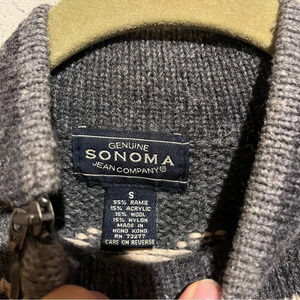 GENUINE
SONOMA
JEAN COMPANY®
S
55% RAMIE
15% ACRYLIC
15% WOOL
15% NYLON
MADE IN
HONG KONG
RN 73277
CARE ON REVERSE